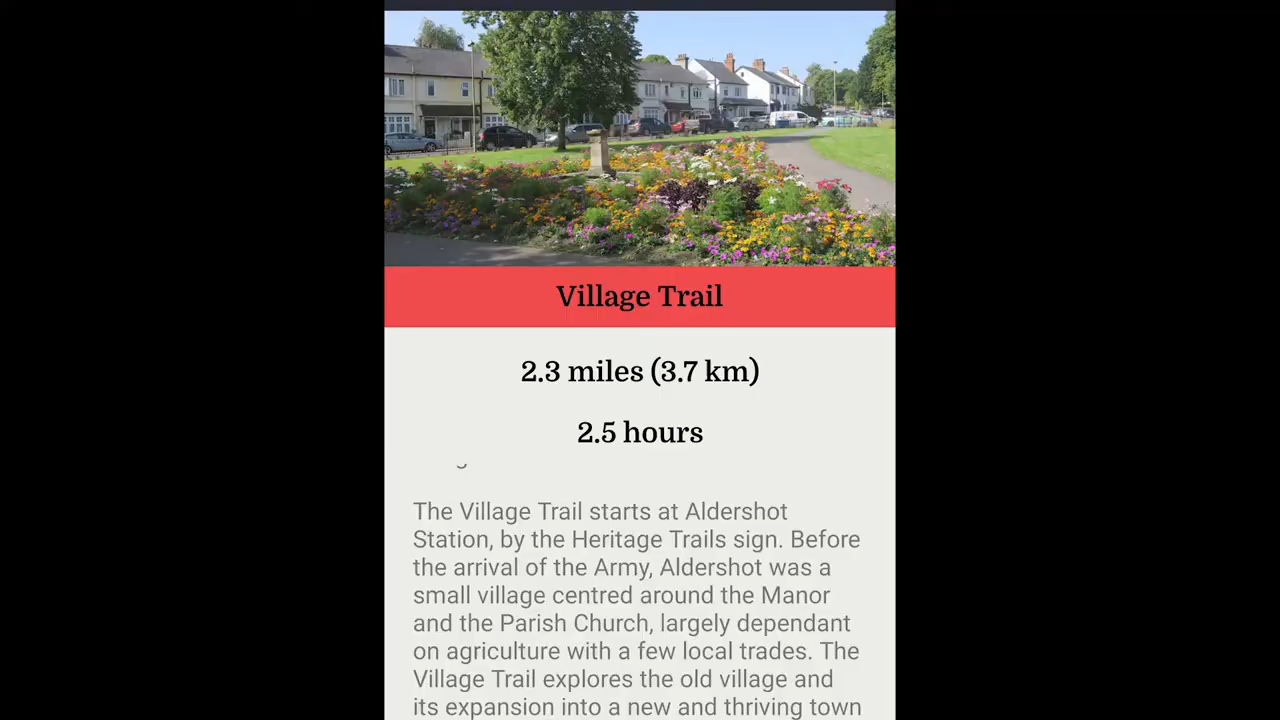 Village Trail
2.3 miles (3.7 km)
2.5 hours
The Village Trail starts at Aldershot
Station, by the Heritage Trails sign. Before
the arrival of the Army, Aldershot was a
small village centred around the Manor
and the Parish Church, largely dependant
on agriculture with a few local trades. The
Village Trail explores the old village and
its expansion into a new and thriving town